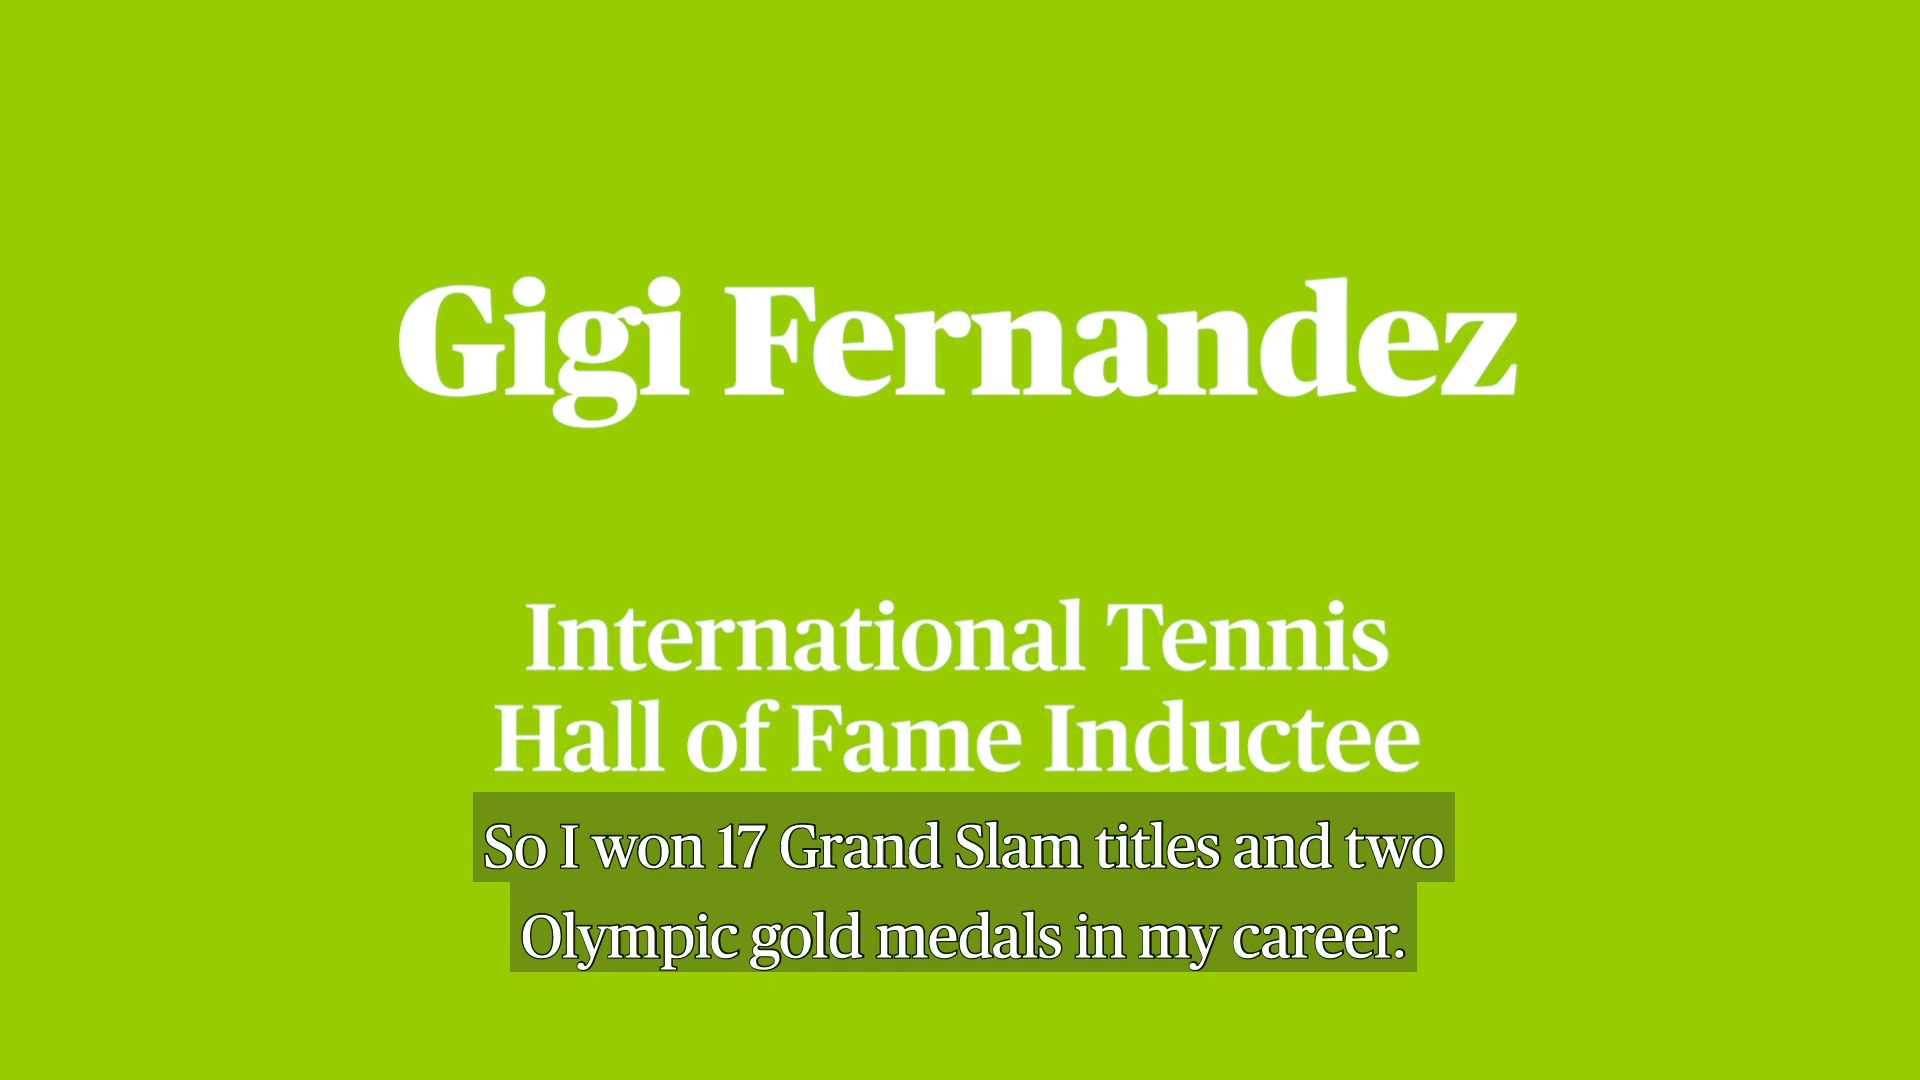 Gigi Fernandez
International Tennis
Hall of Fame Inductee
So I won 17 Grand Slam titles and two
Olympic gold medals in my career.